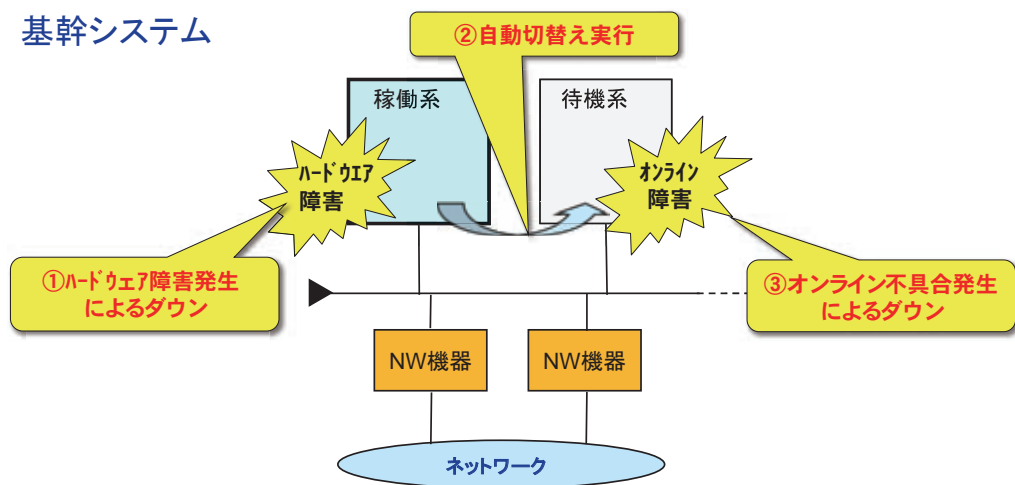 基幹システム
②自動切替え実行
稼働系
待機系
ﾊｰﾄﾞｳｴｱ
障害
ｵﾝﾗｲﾝ
障害
①ﾊｰﾄﾞｳェｱ障害発生
によるダウン
③オンライン不具合発生
によるダウン
NW機器
NW機器
ネットワーク